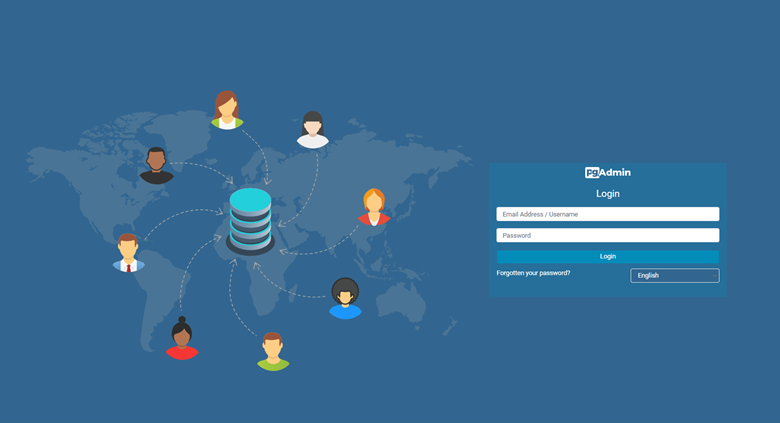 pgAdmin
Login
Email Address / Username
Password
Login
Forgotten your password?
English